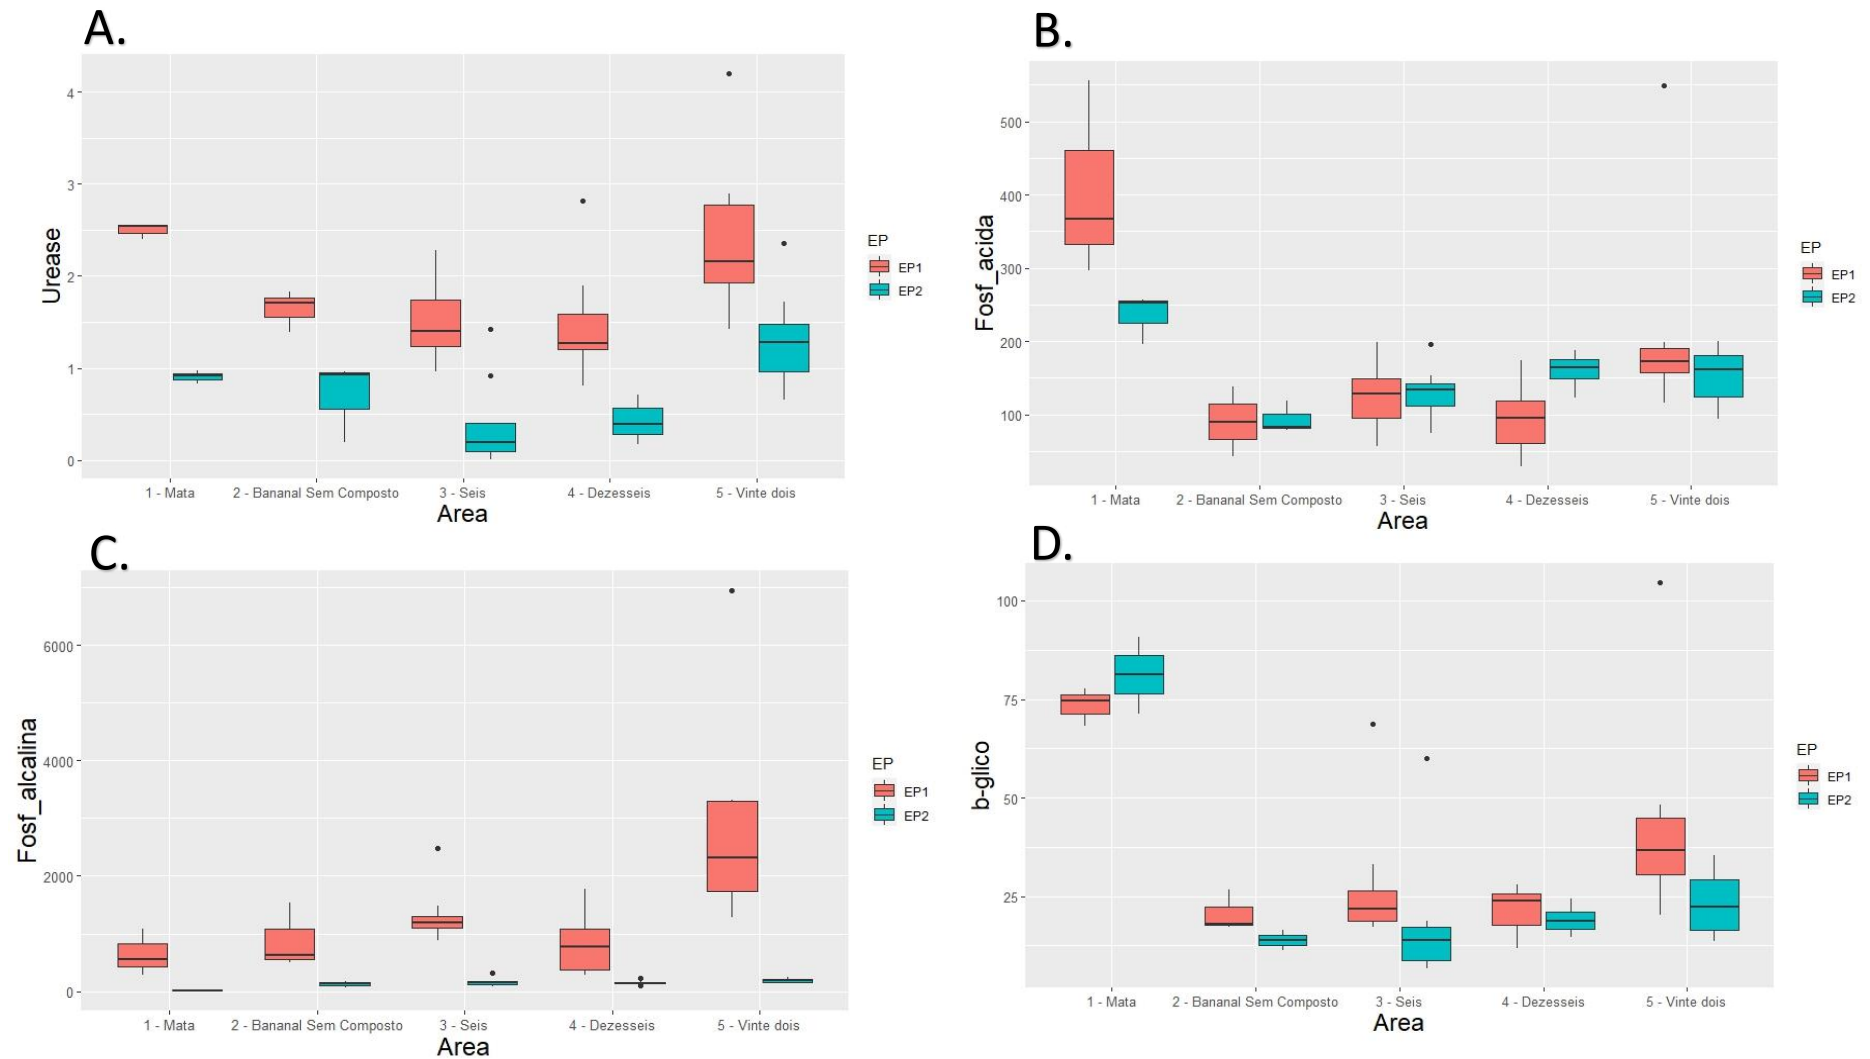 A.
4
3
2
1
0
Urease
1 - Mata 2 - Bananal Sem Composto 3 - Seis 4 - Dezesseis 5 - Vinte dois
Area
EP
EP1
EP2
B.
500
400
300
200
100
Fosf_acida
1 - Mata 2 - Bananal Sem Composto 3 - Seis 4 - Dezesseis 5 - Vinte dois
Area
EP
EP1
EP2
C.
6000
4000
2000
0
Fosf_alcalina
1 - Mata 2 - Bananal Sem Composto 3 - Seis 4 - Dezesseis 5 - Vinte dois
Area
EP
EP1
EP2
D.
100
75
50
25
b-glico
1 - Mata 2 - Bananal Sem Composto 3 - Seis 4 - Dezesseis 5 - Vinte dois
Area
EP
EP1
EP2